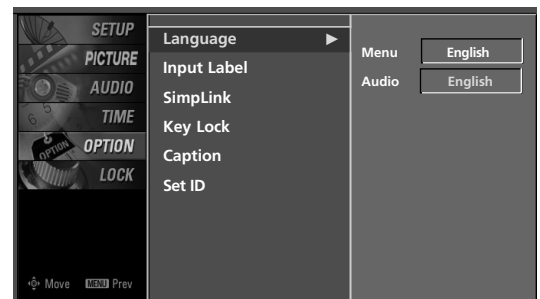 SETUP
PICTURE
AUDIO
TIME
OPTION
LOCK
Move MENU Prev
Language
Input Label
SimpLink
Key Lock
Caption
Set ID
Menu English
Audio English